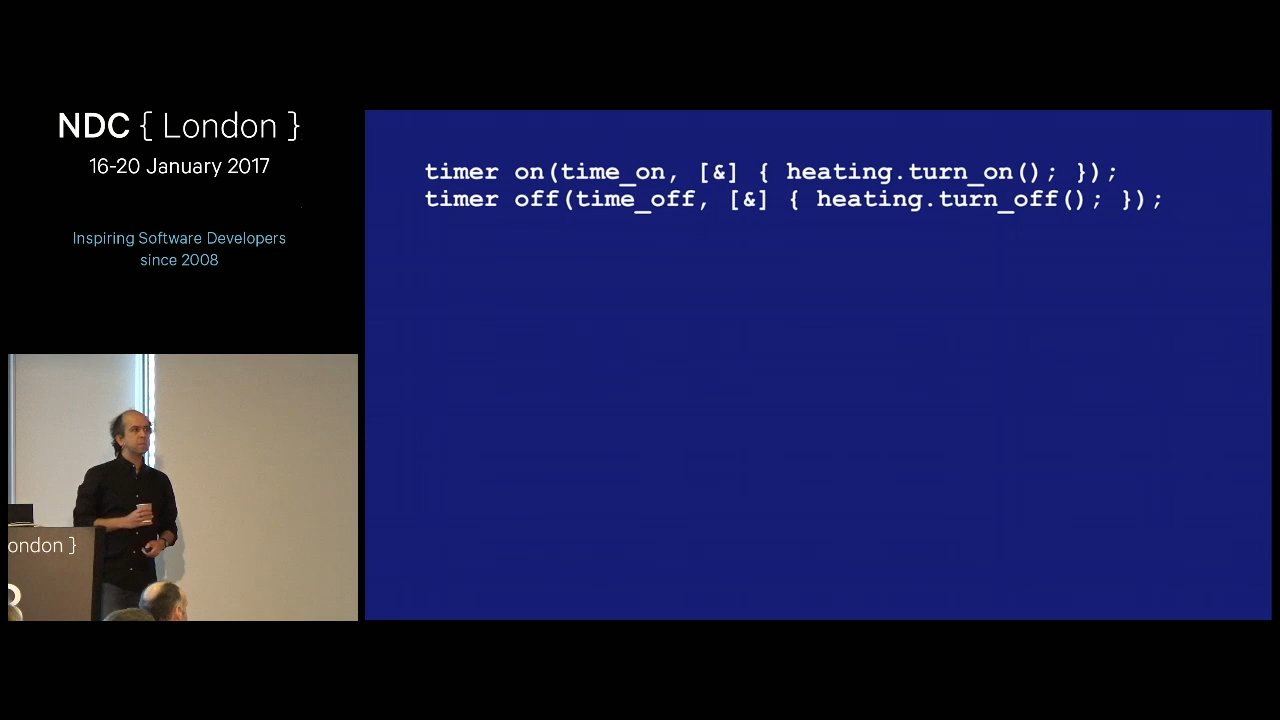 NDC { London }
16-20 January 2017
Inspiring Software Developers
since 2008
timer on(time_on, [&] { heating.turn_on(); });
timer off(time_off, [&] { heating.turn_off(); });
ondon }